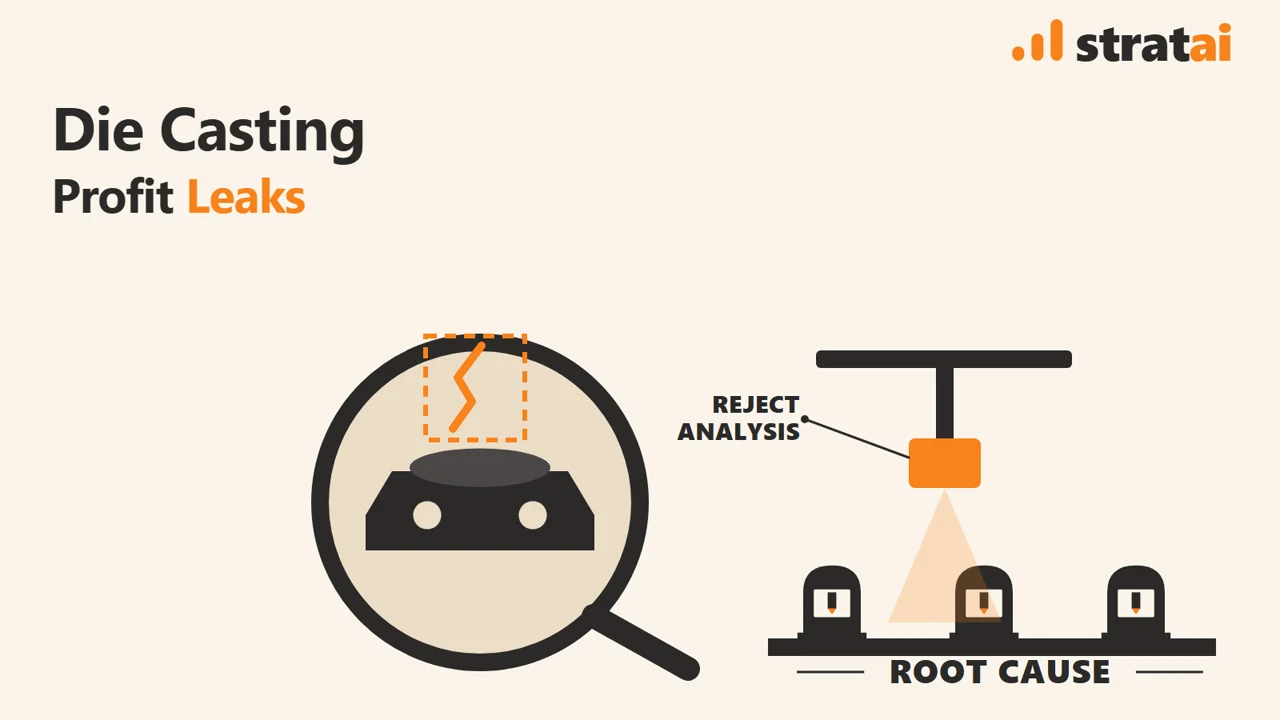 stratai
Die Casting
Profit Leaks
REJECT
ANALYSIS
ROOT CAUSE